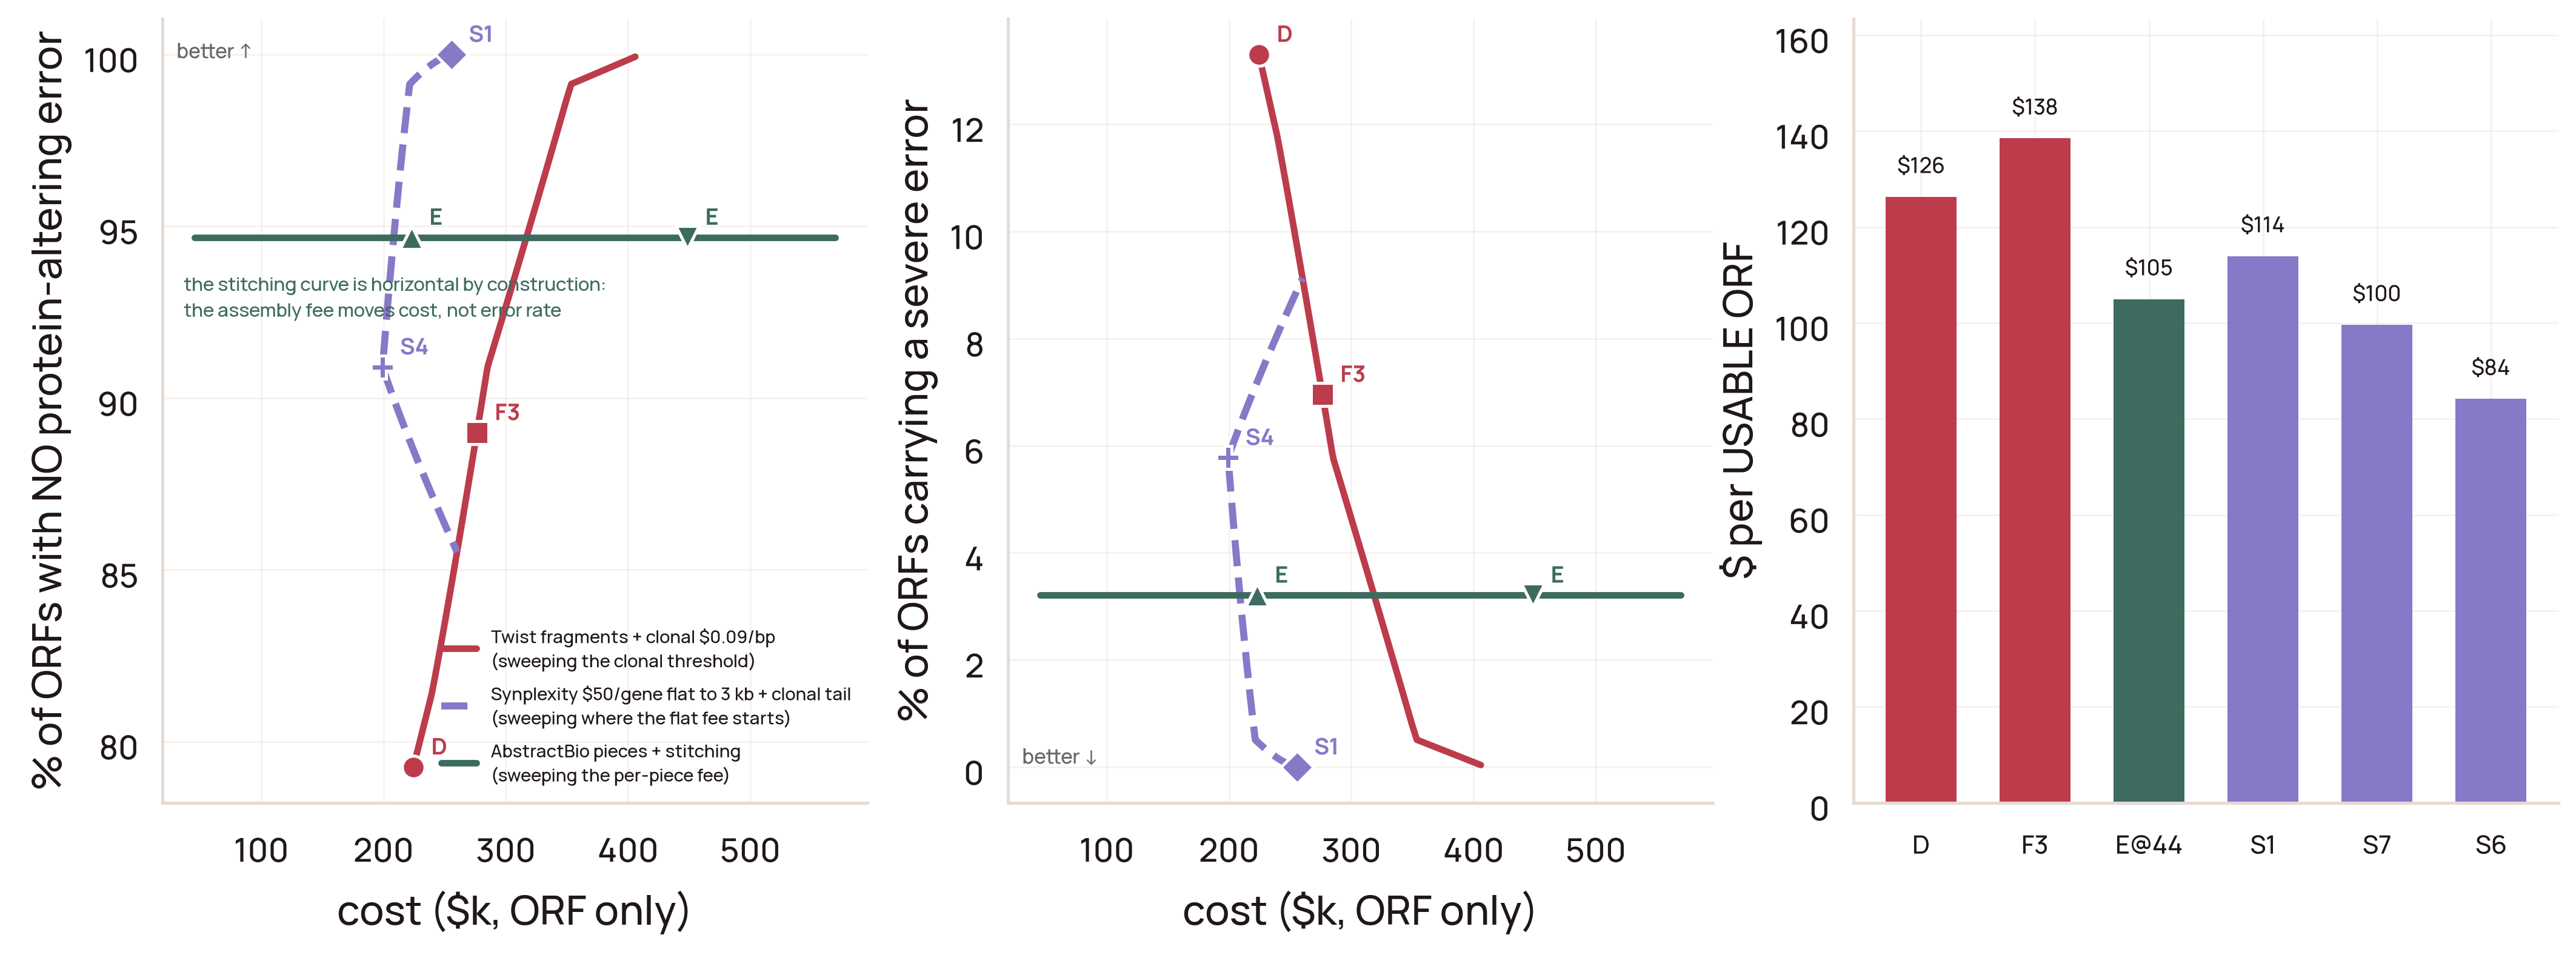 % of ORFs with NO protein-altering error
100
95
90
85
80
better ↑
S1
E
E
the stitching curve is horizontal by construction:
the assembly fee moves cost, not error rate
S4
F3
D
Twist fragments + clonal $0.09/bp
(sweeping the clonal threshold)
Synplexity $50/gene flat to 3 kb + clonal tail
(sweeping where the flat fee starts)
AbstractBio pieces + stitching
(sweeping the per-piece fee)
100 200 300 400 500
cost ($k, ORF only)
% of ORFs carrying a severe error
12
10
8
6
4
2
0
D
F3
S4
E
E
S1
better ↓
100 200 300 400 500
cost ($k, ORF only)
$ per USABLE ORF
160
140
120
100
80
60
40
20
0
$126
$138
$105
$114
$100
$84
D F3 E@44 S1 S7 S6